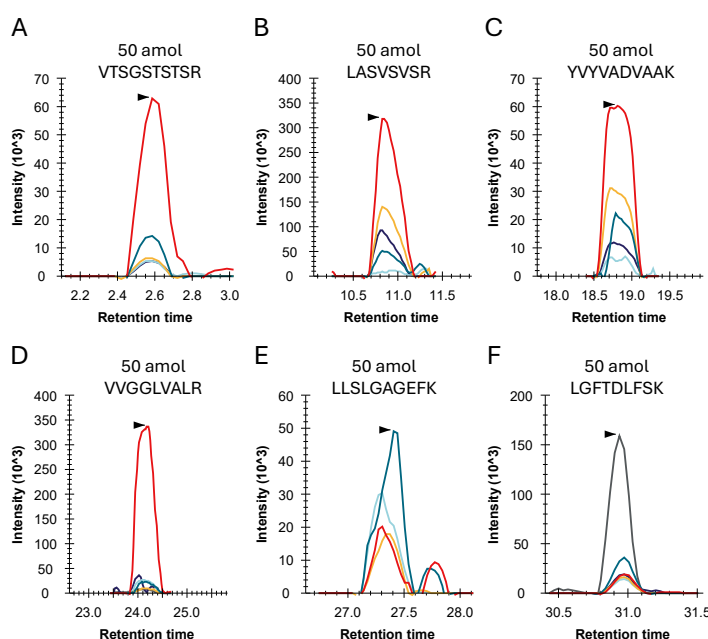 A
50 amol
VTSGSTSTSR
Intensity (10^3)
70
60
50
40
30
20
10
0
2.2 2.4 2.6 2.8 3.0
Retention time
B
50 amol
LASVSVSR
Intensity (10^3)
400
350
300
250
200
150
100
50
0
10.5 11.0 11.5
Retention time
C
50 amol
YVYVADVAAK
Intensity (10^3)
70
60
50
40
30
20
10
0
18.0 18.5 19.0 19.5
Retention time
D
50 amol
VVGGLVALR
Intensity (10^3)
400
350
300
250
200
150
100
50
0
23.0 24.0 25.0
Retention time
E
50 amol
LLSLGAGEFK
Intensity (10^3)
60
50
40
30
20
10
0
27.0 27.5 28.0
Retention time
F
50 amol
LGFTDLFSK
Intensity (10^3)
200
150
100
50
0
30.5 31.0 31.5
Retention time